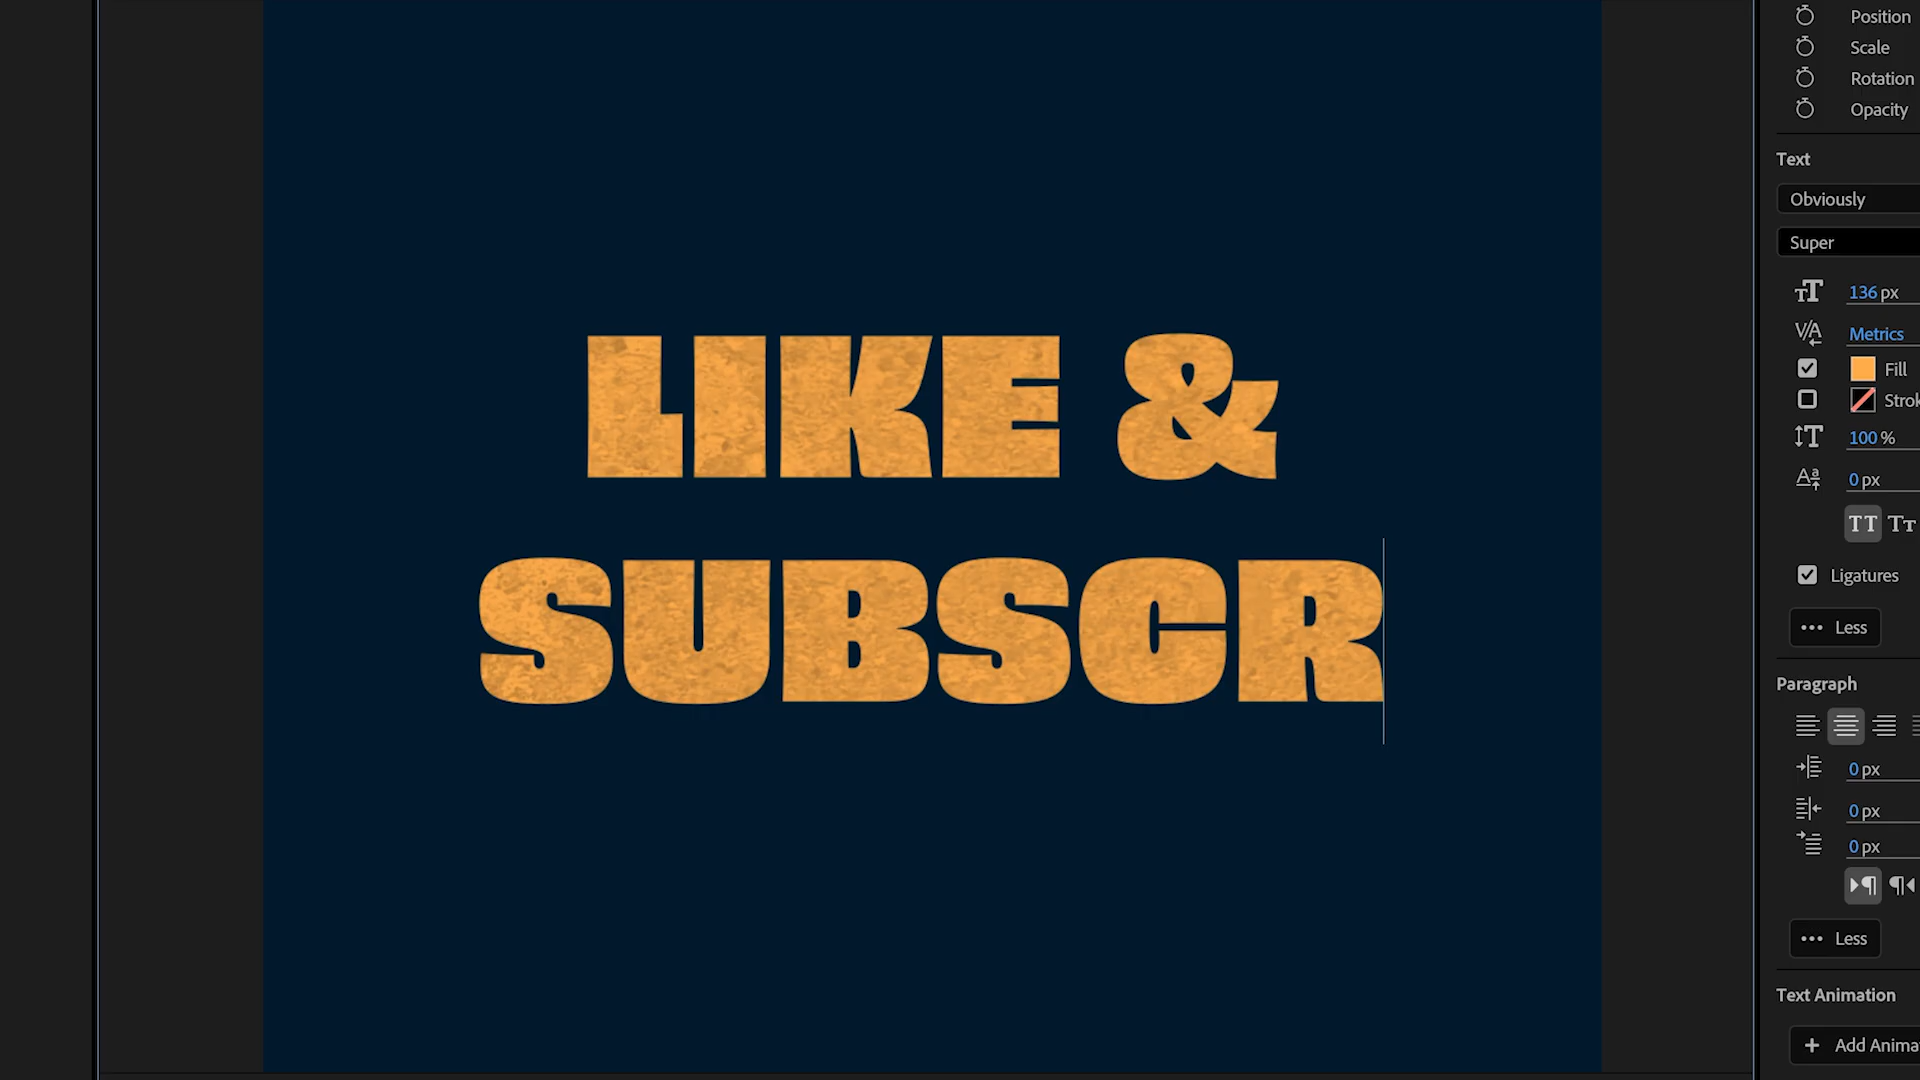 Position
Scale
Rotation
Opacity
Text
Obviously
Super
136 px
Metrics
Fill
Strok
100 %
0 px
TT Tт
Ligatures
Less
Paragraph
0 px
0 px
0 px
Less
Text Animation
Add Anima
LIKE &
SUBSCR